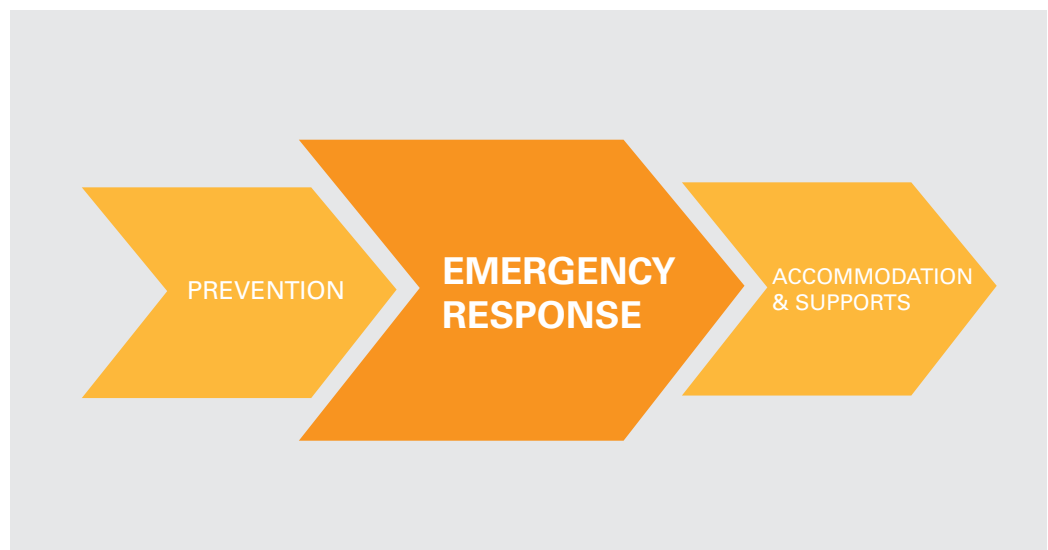 PREVENTION
EMERGENCY
RESPONSE
ACCOMMODATION
& SUPPORTS